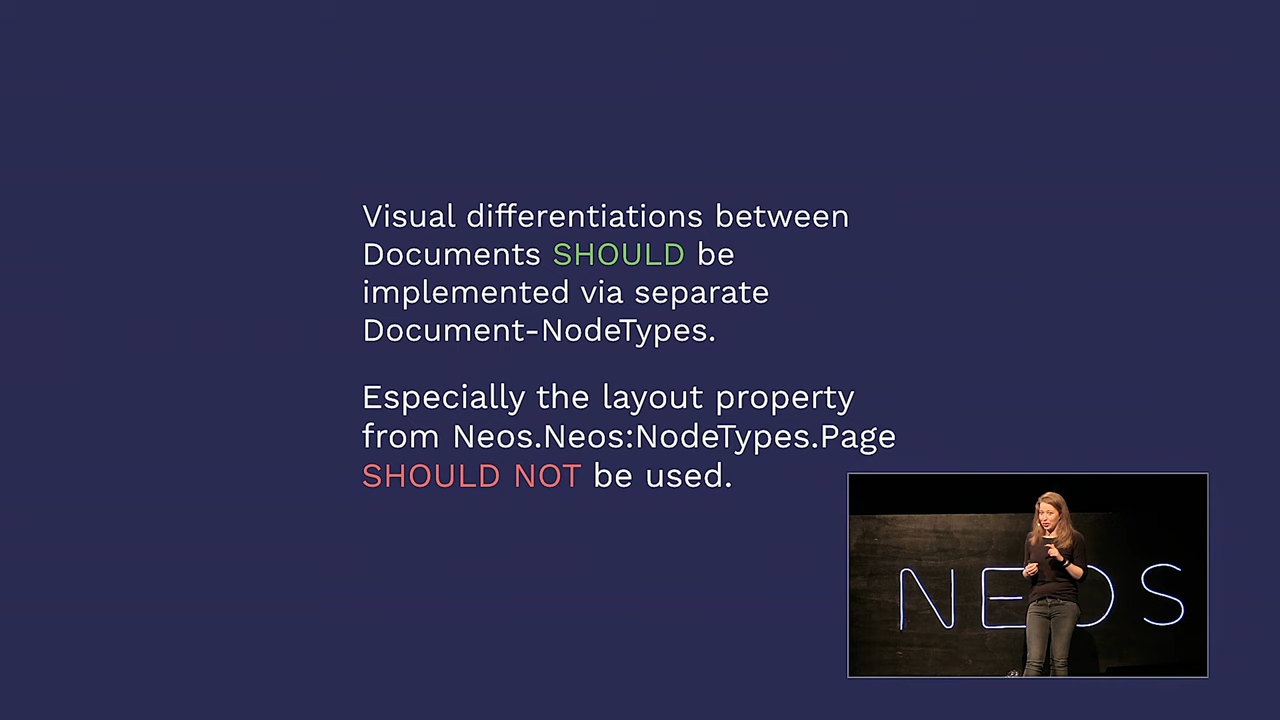 Visual differentiations between
Documents SHOULD be
implemented via separate
Document-NodeTypes.
Especially the layout property
from Neos.Neos:NodeTypes.Page
SHOULD NOT be used.
NEOS